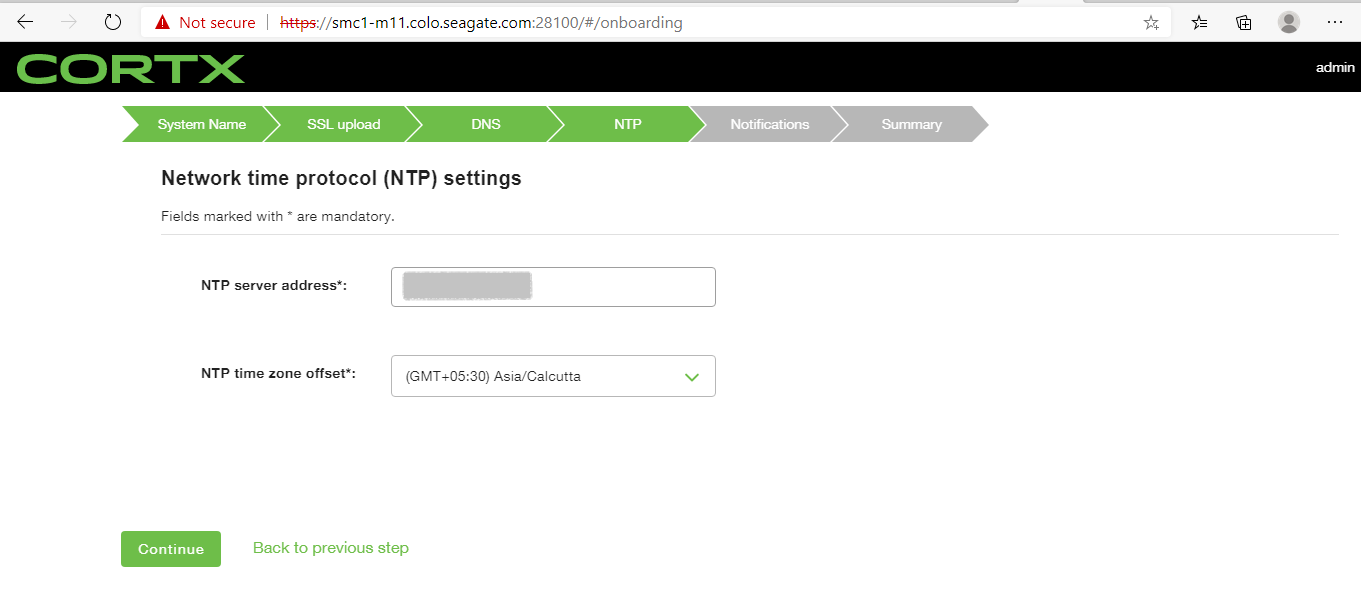 Not secure https://smc1-m11.colo.seagate.com:28100/#/onboarding
CORTX admin
System Name SSL upload DNS NTP Notifications Summary
Network time protocol (NTP) settings
Fields marked with * are mandatory.
NTP server address*:
NTP time zone offset*: (GMT+05:30) Asia/Calcutta
Continue Back to previous step